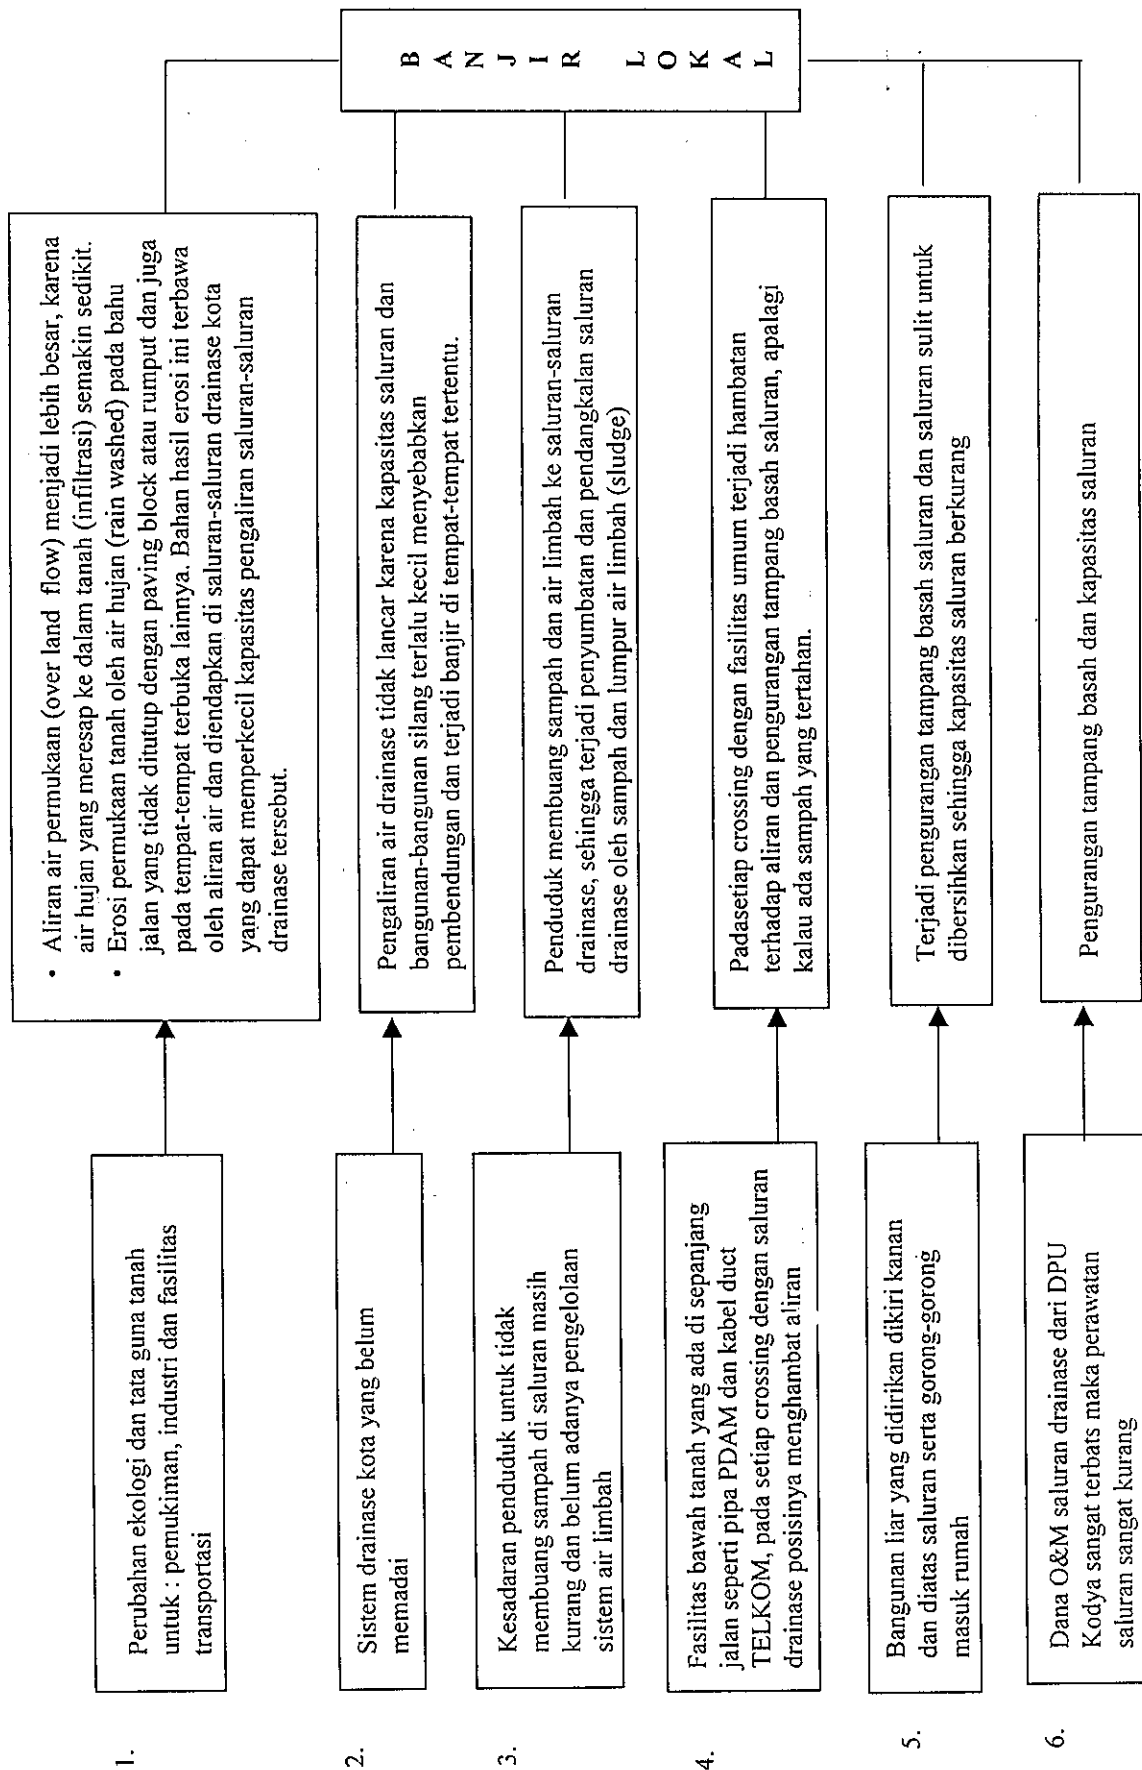 1.
Perubahan ekologi dan tata guna tanah
untuk : pemukiman, industri dan fasilitas
transportasi
• Aliran air permukaan (over land flow) menjadi lebih besar, karena
air hujan yang meresap ke dalam tanah (infiltrasi) semakin sedikit.
• Erosi permukaan tanah oleh air hujan (rain washed) pada bahu
jalan yang tidak ditutup dengan paving block atau rumput dan juga
pada tempat-tempat terbuka lainnya. Bahan hasil erosi ini terbawa
oleh aliran air dan diendapkan di saluran-saluran drainase kota
yang dapat memperkecil kapasitas pengaliran saluran-saluran
drainase tersebut.
2.
Sistem drainase kota yang belum
memadai
Pengaliran air drainase tidak lancar karena kapasitas saluran dan
bangunan-bangunan silang terlalu kecil menyebabkan
pembendungan dan terjadi banjir di tempat-tempat tertentu.
3.
Kesadaran penduduk untuk tidak
membuang sampah di saluran masih
kurang dan belum adanya pengelolaan
sistem air limbah
Penduduk membuang sampah dan air limbah ke saluran-saluran
drainase, sehingga terjadi penyumbatan dan pendangkalan saluran
drainase oleh sampah dan lumpur air limbah (sludge)
4.
Fasilitas bawah tanah yang ada di sepanjang
jalan seperti pipa PDAM dan kabel duct
TELKOM, pada setiap crossing dengan saluran
drainase posisinya menghambat aliran
Padasetiap crossing dengan fasilitas umum terjadi hambatan
terhadap aliran dan pengurangan tampang basah saluran, apalagi
kalau ada sampah yang tertahan.
5.
Bangunan liar yang didirikan dikiri kanan
dan diatas saluran serta gorong-gorong
masuk rumah
Terjadi pengurangan tampang basah saluran dan saluran sulit untuk
dibersihkan sehingga kapasitas saluran berkurang
6.
Dana O&M saluran drainase dari DPU
Kodya sangat terbats maka perawatan
saluran sangat kurang
Pengurangan tampang basah dan kapasitas saluran
BANJIR LOKAL